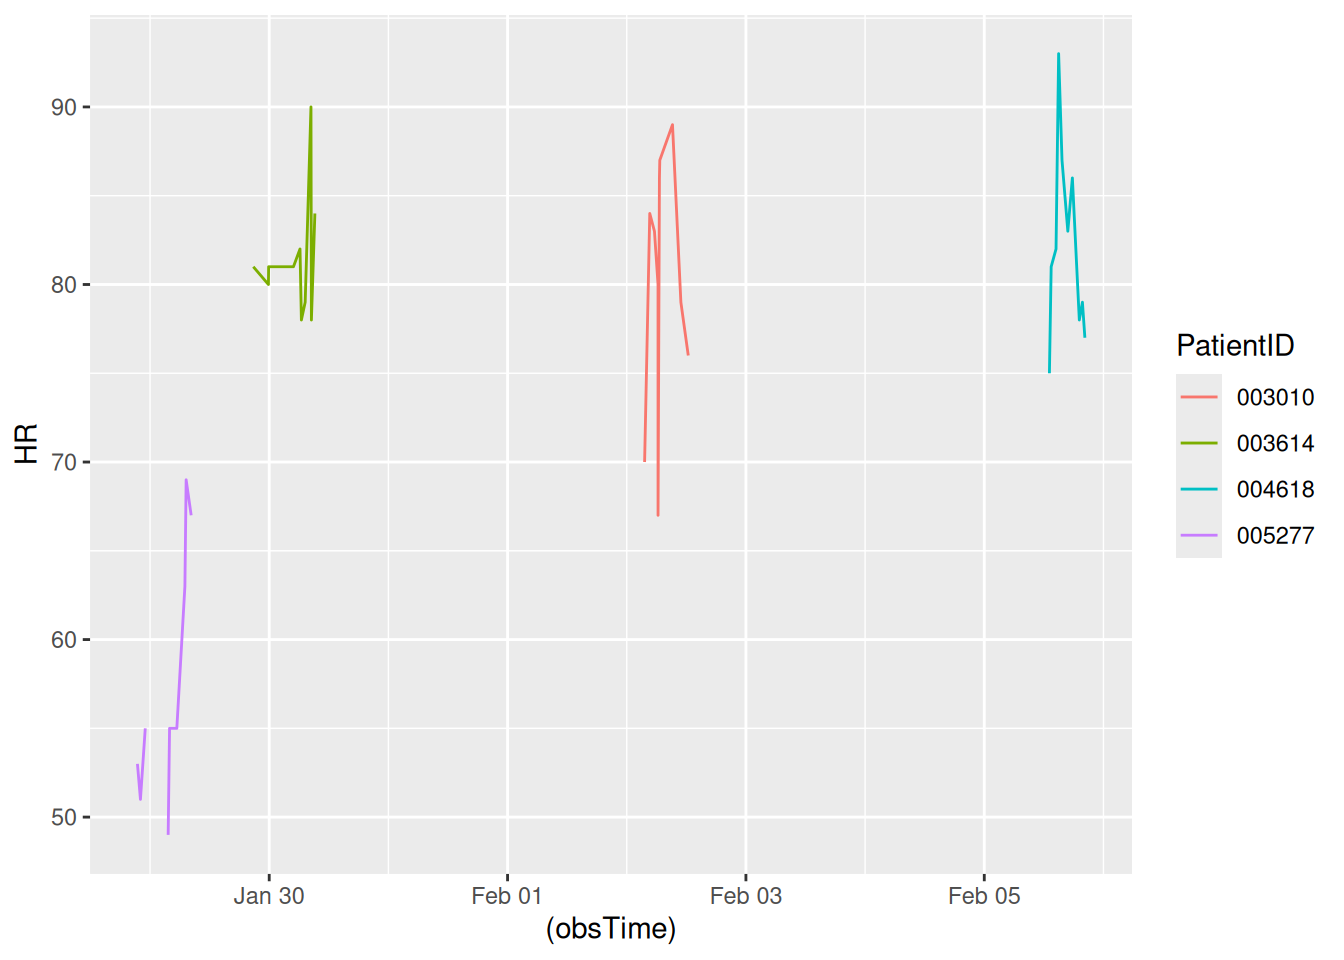 90
80
70
60
50
HR
Jan 30
Feb 01
Feb 03
Feb 05
(obsTime)
PatientID
003010
003614
004618
005277